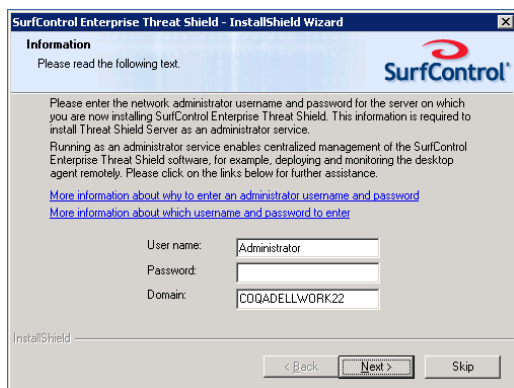 SurfControl Enterprise Threat Shield - InstallShield Wizard
Information
Please read the following text.
SurfControl
Please enter the network administrator username and password for the server on which
you are now installing SurfControl Enterprise Threat Shield. This information is required to
install Threat Shield Server as an administrator service.
Running as an administrator service enables centralized management of the SurfControl
Enterprise Threat Shield software, for example, deploying and monitoring the desktop
agent remotely. Please click on the links below for further assistance.
More information about why to enter an administrator username and password
More information about which username and password to enter
User name: Administrator
Password:
Domain: COQADELLWORK22
InstallShield
< Back Next > Skip